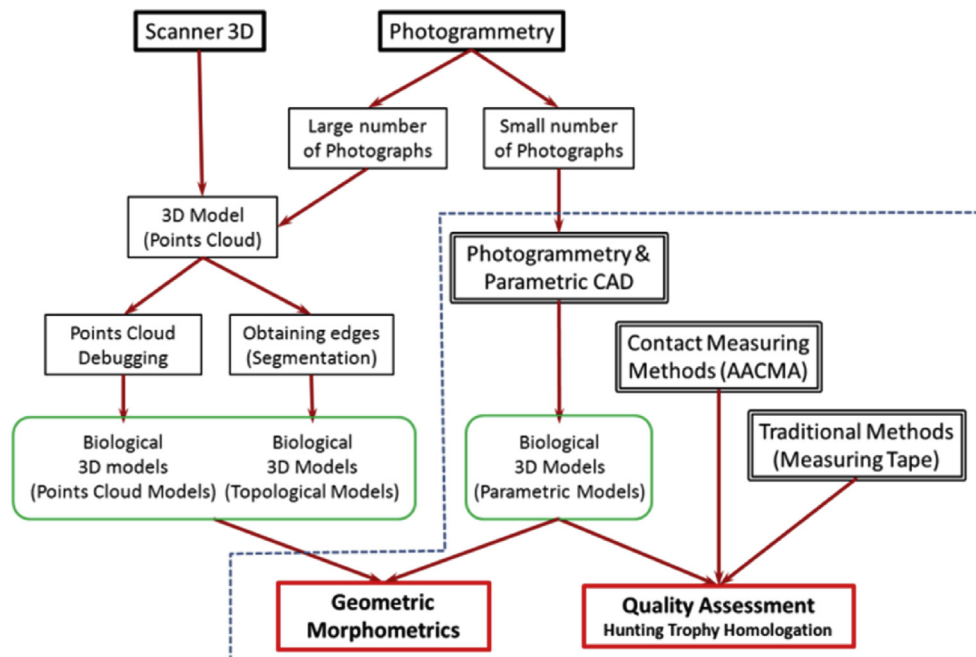 Scanner 3D
Photogrammetry
Large number
of Photographs
Small number
of Photographs
3D Model
(Points Cloud)
Photogrammetry &
Parametric CAD
Points Cloud
Debugging
Obtaining edges
(Segmentation)
Contact Measuring
Methods (AACMA)
Traditional Methods
(Measuring Tape)
Biological
3D models
(Points Cloud Models)
Biological
3D Models
(Topological Models)
Biological
3D Models
(Parametric Models)
Geometric
Morphometrics
Quality Assessment
Hunting Trophy Homologation